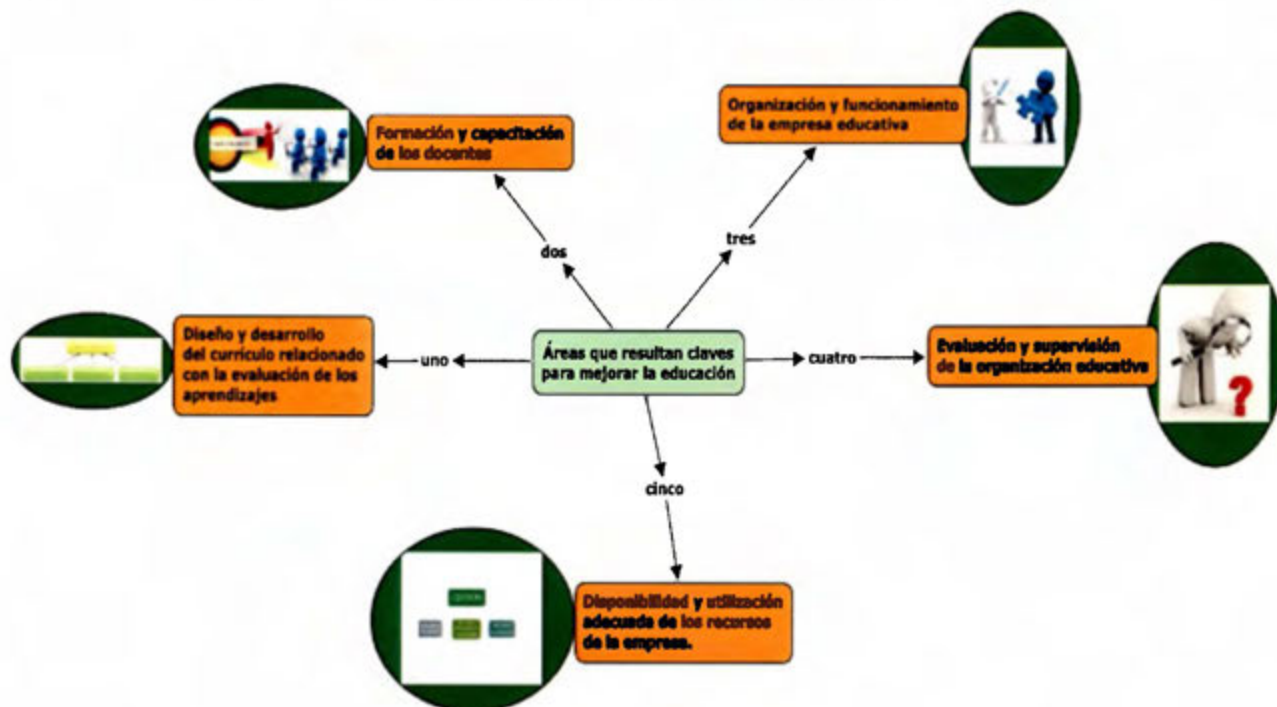 Formación y capacitación
de los docentes
Organización y funcionamiento
de la empresa educativa
dos
tres
Diseño y desarrollo
del currículo relacionado
con la evaluación de los
aprendizajes
uno
Áreas que resultan claves
para mejorar la educación
cuatro
Evaluación y supervisión
de la organización educativa
cinco
Disponibilidad y utilización
adecuada de los recursos
de la empresa.